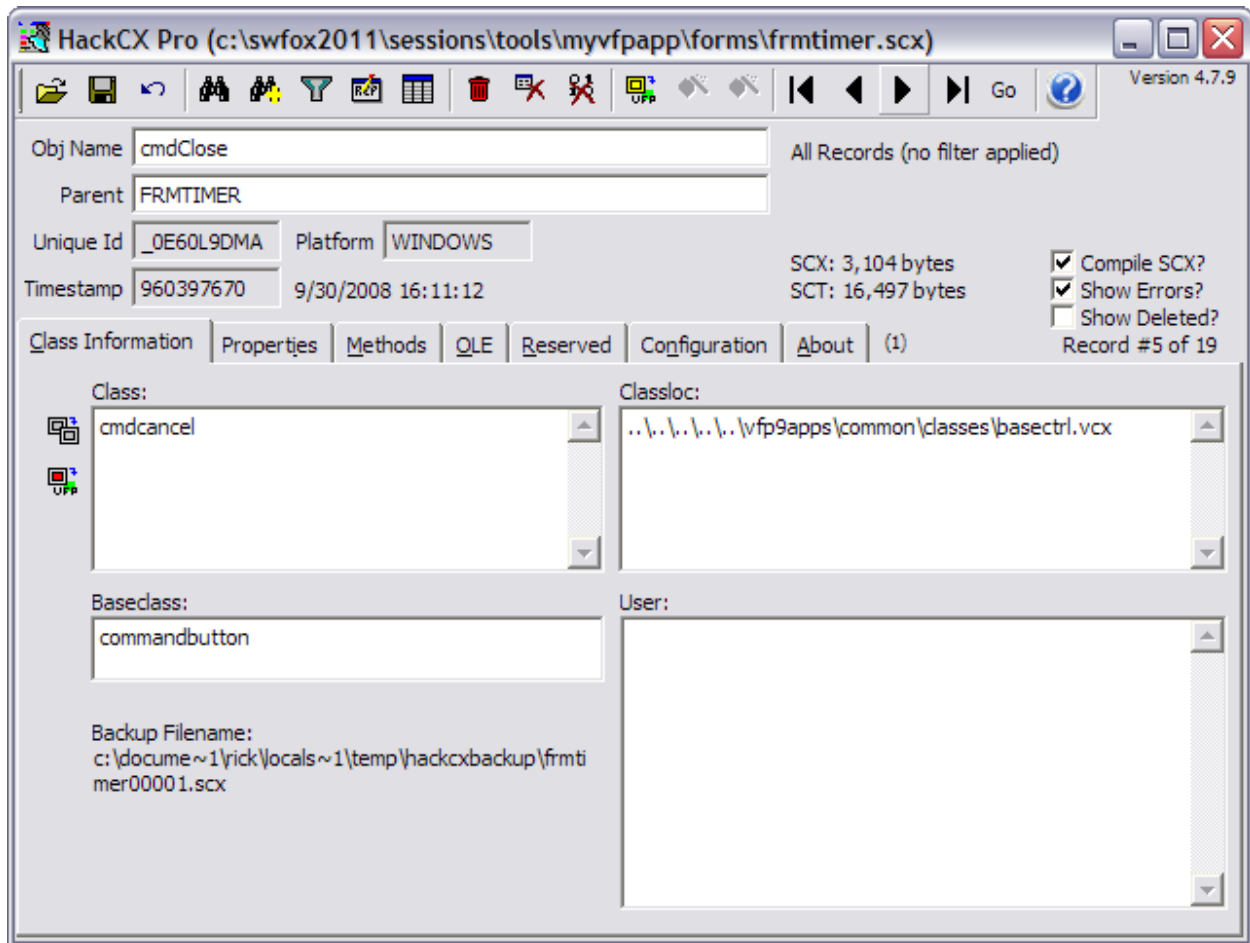 HackCX Pro (c:\swfox2011\sessions\tools\myvfpapp\forms\frmtimer.scx)
Go
Version 4.7.9
Obj Name cmdClose
All Records (no filter applied)
Parent FRMTIMER
Unique Id _0E60L9DMA Platform WINDOWS
SCX: 3,104 bytes
Compile SCX?
Timestamp 960397670 9/30/2008 16:11:12
SCT: 16,497 bytes
Show Errors?
Show Deleted?
Class Information Properties Methods OLE Reserved Configuration About (1)
Record #5 of 19
Class:
Classloc:
cmdcancel
..\..\..\..\..\vfp9apps\common\classes\basectrl.vcx
UFP
Baseclass:
User:
commandbutton
Backup Filename:
c:\docume~1\rick\locals~1\temp\hackcxbackup\frmti
mer00001.scx